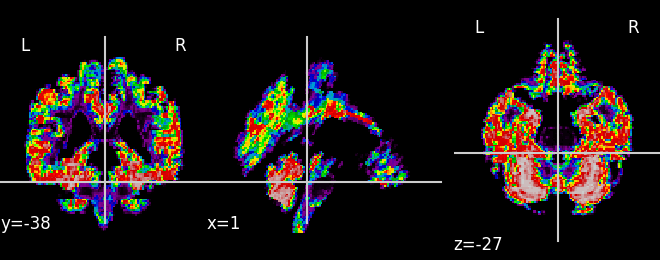 L R
L R
y=-38
x=1
z=-27